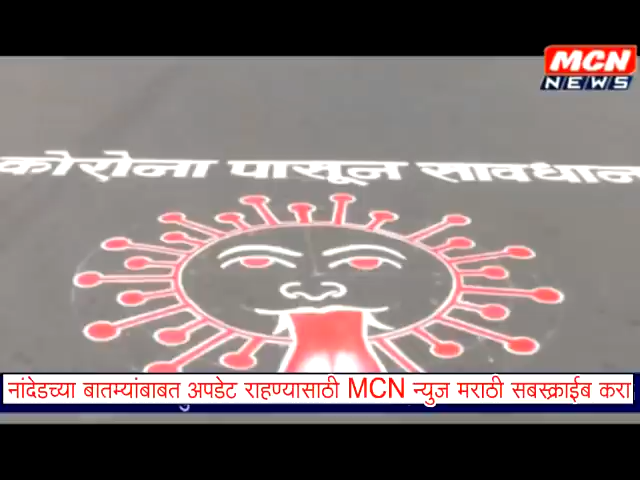 MCN
NEWS
कोरोना पासून सावधान
नांदेडच्या बातम्यांबाबत अपडेट राहण्यासाठी MCN न्युज मराठी सबस्क्राईब करा